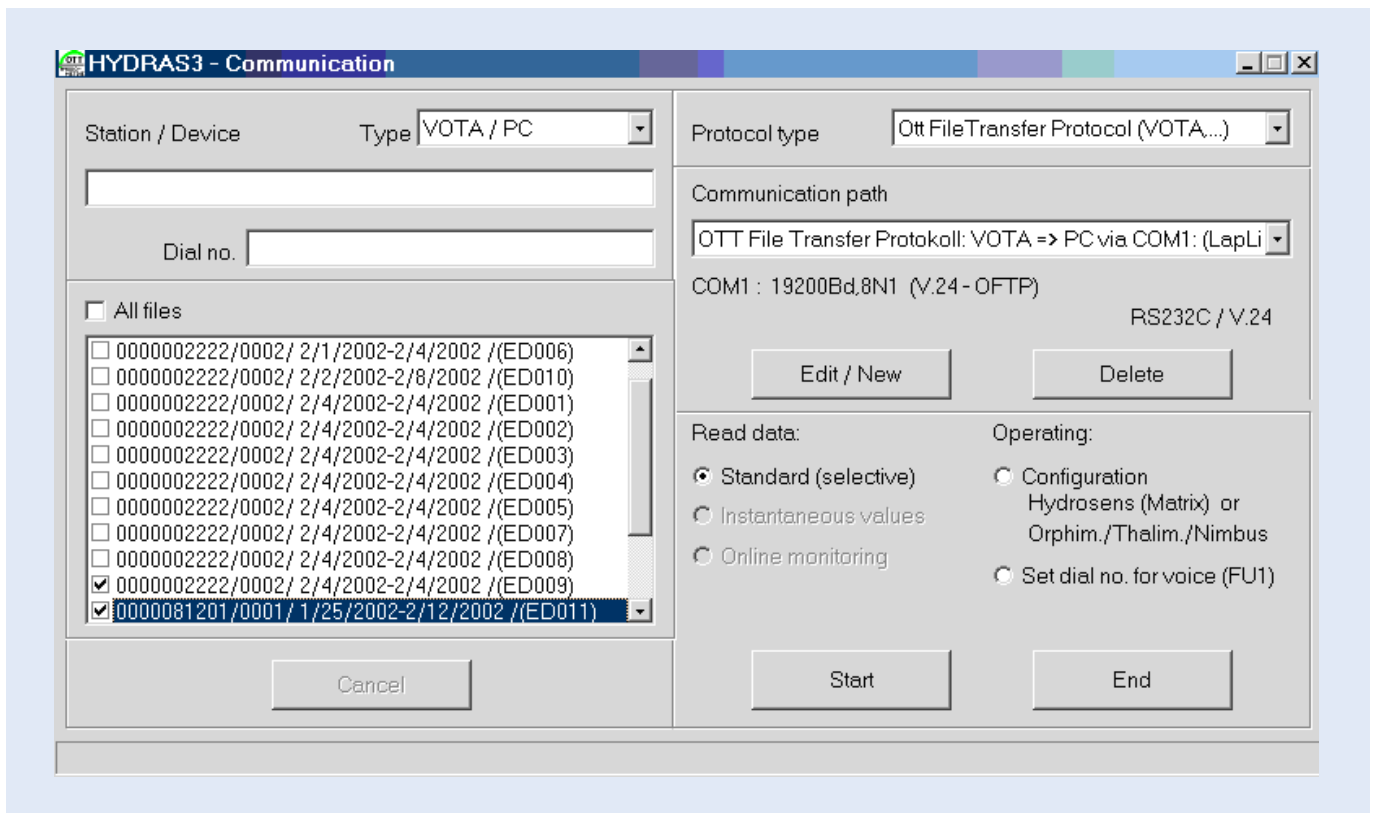 HYDRAS3 - Communication
Station / Device
Type
VOTA / PC
Dial no.
All files
0000002222/0002/ 2/1/2002-2/4/2002 /(ED006)
0000002222/0002/ 2/2/2002-2/8/2002 /(ED010)
0000002222/0002/ 2/4/2002-2/4/2002 /(ED001)
0000002222/0002/ 2/4/2002-2/4/2002 /(ED002)
0000002222/0002/ 2/4/2002-2/4/2002 /(ED003)
0000002222/0002/ 2/4/2002-2/4/2002 /(ED004)
0000002222/0002/ 2/4/2002-2/4/2002 /(ED005)
0000002222/0002/ 2/4/2002-2/4/2002 /(ED007)
0000002222/0002/ 2/4/2002-2/4/2002 /(ED008)
0000002222/0002/ 2/4/2002-2/4/2002 /(ED009)
0000081201/0001/ 1/25/2002-2/12/2002 /(ED011)
Cancel
Protocol type
Ott FileTransfer Protocol (VOTA,...)
Communication path
OTT File Transfer Protokoll: VOTA => PC via COM1: (LapLi
COM1 : 19200Bd,8N1 (V.24 - OFTP)
RS232C / V.24
Edit / New
Delete
Read data:
Standard (selective)
Instantaneous values
Online monitoring
Operating:
Configuration
Hydrosens (Matrix) or
Orphim./Thalim./Nimbus
Set dial no. for voice (FU1)
Start
End